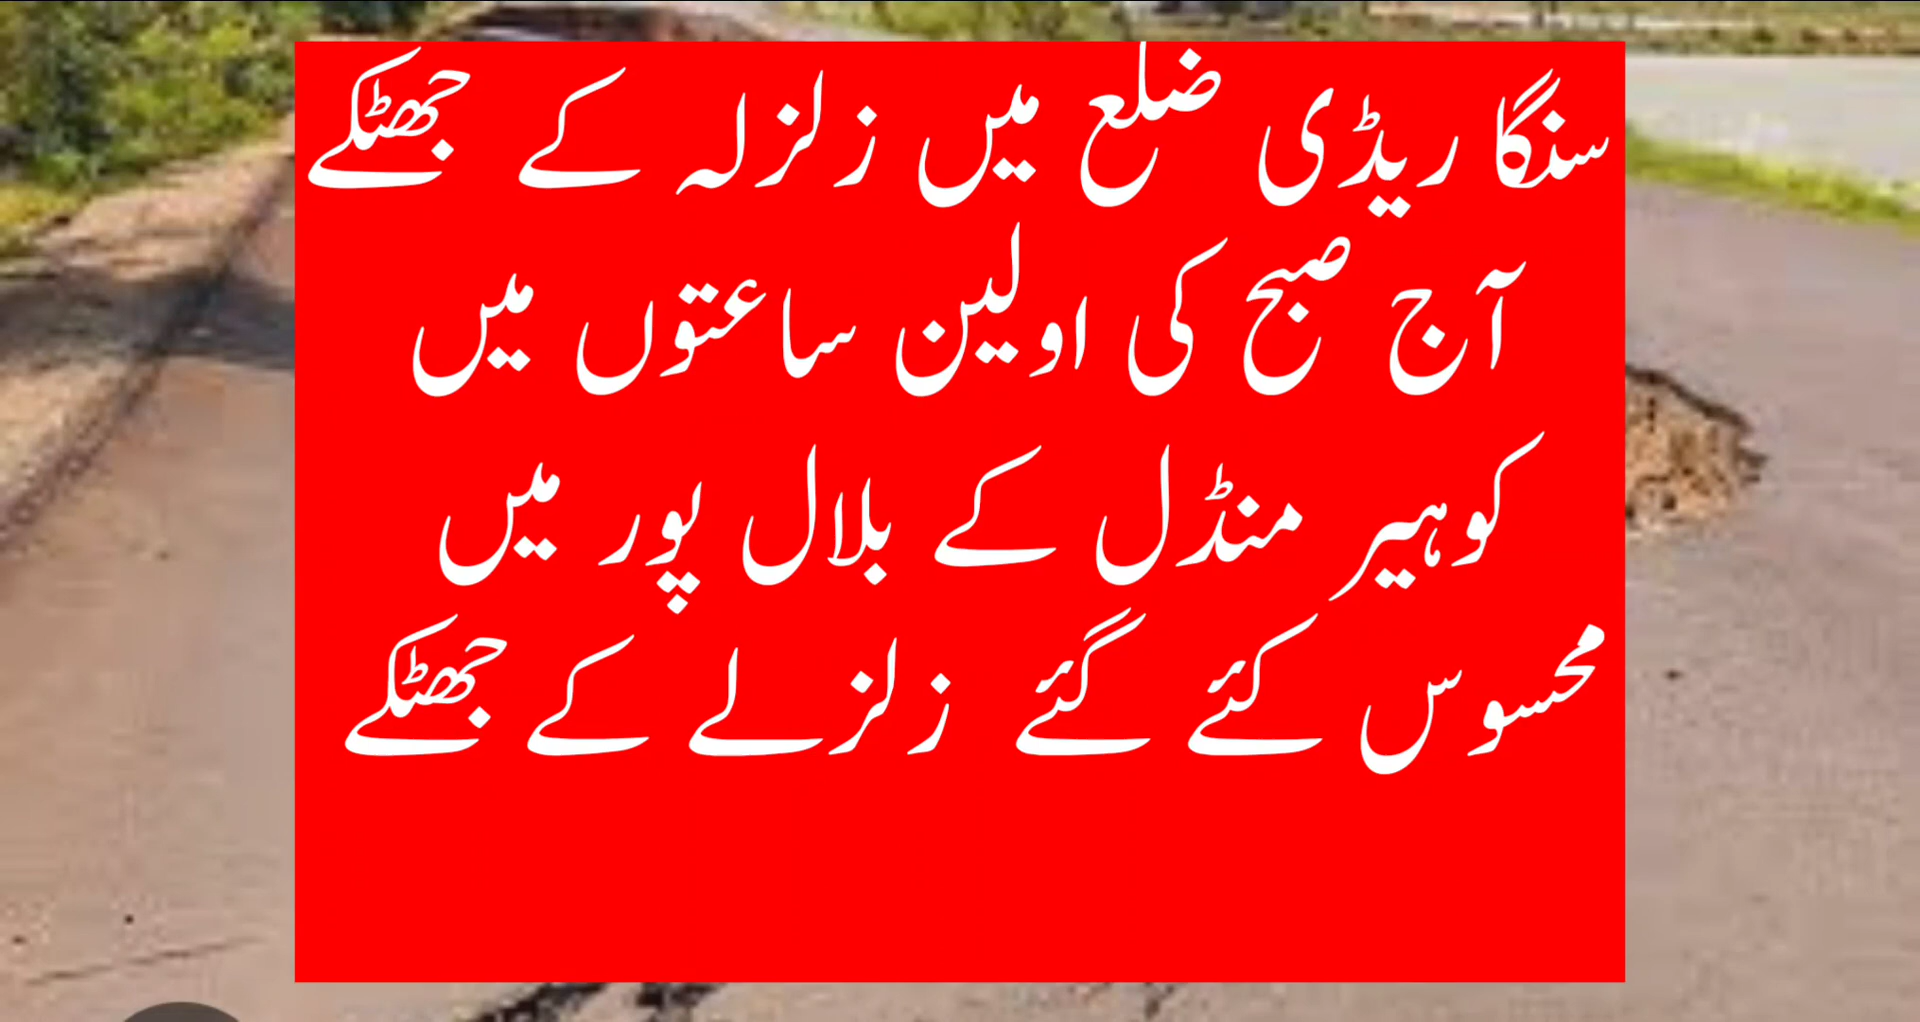 سنگا ریڈی ضلع میں زلزلہ کے جھٹکے
آج صبح کی اولین ساعتوں میں
کوہیر منڈل کے بلال پور میں
محسوس کئے گئے زلزلے کے جھٹکے